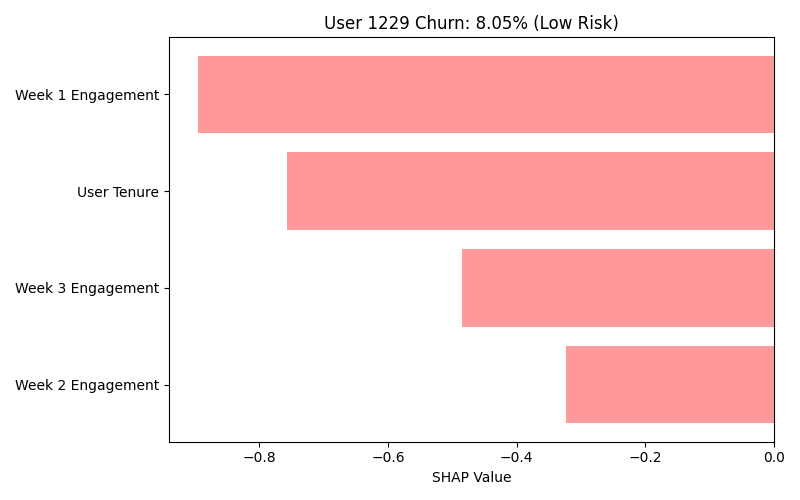 User 1229 Churn: 8.05% (Low Risk)
Week 1 Engagement
User Tenure
Week 3 Engagement
Week 2 Engagement
−0.8 −0.6 −0.4 −0.2 0.0
SHAP Value